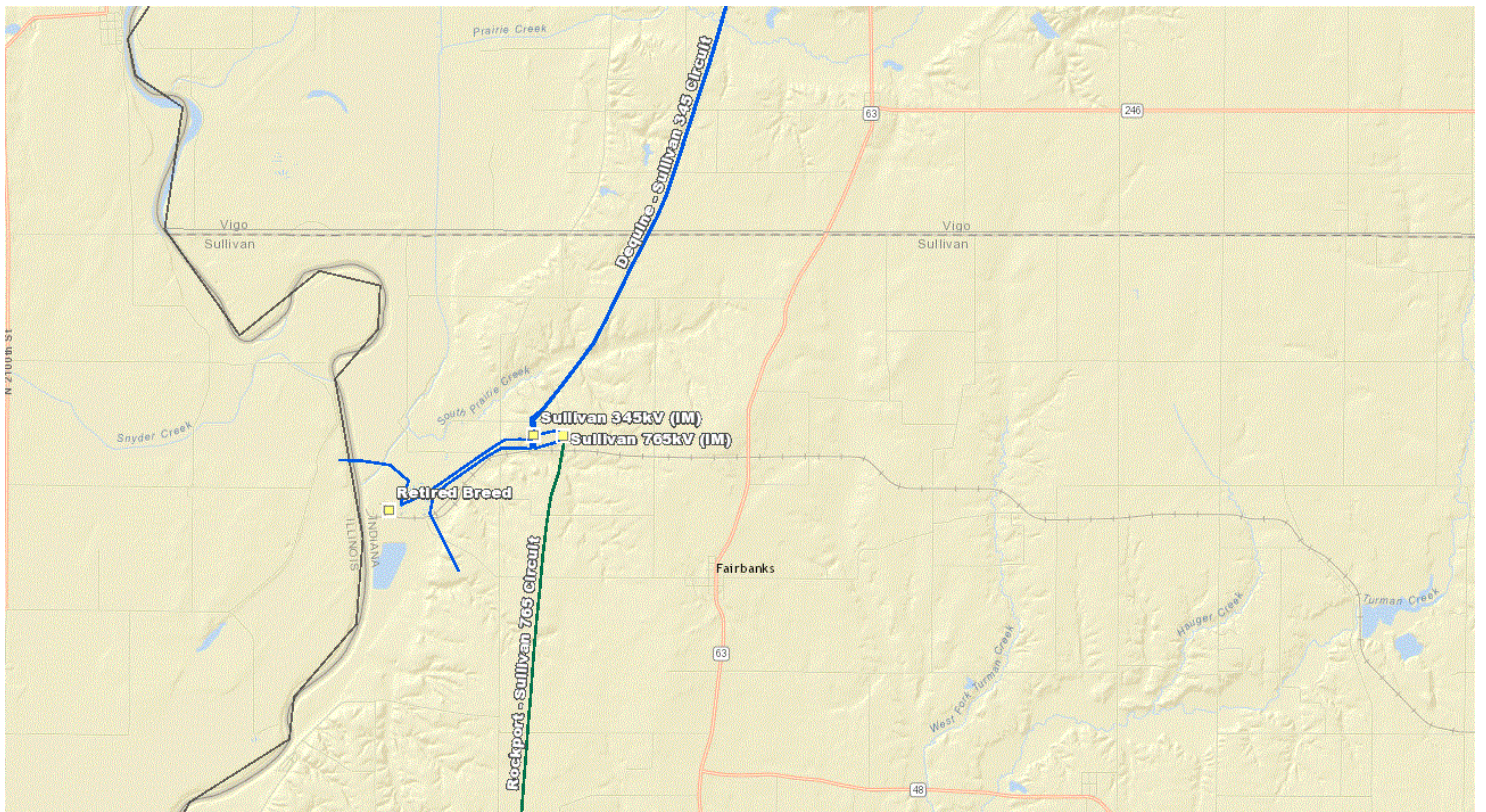 Prairie Creek
Dequine - Sullivan 345 Circuit
63
246
Vigo
Sullivan
Vigo
Sullivan
N 2100th St
South Prairie Creek
Snyder Creek
Sullivan 345kV (IM)
Sullivan 765kV (IM)
Retired Breed
ILLINOIS
INDIANA
Rockport - Sullivan 765 Circuit
Fairbanks
63
West Fork Turman Creek
Hauger Creek
Turman Creek
48